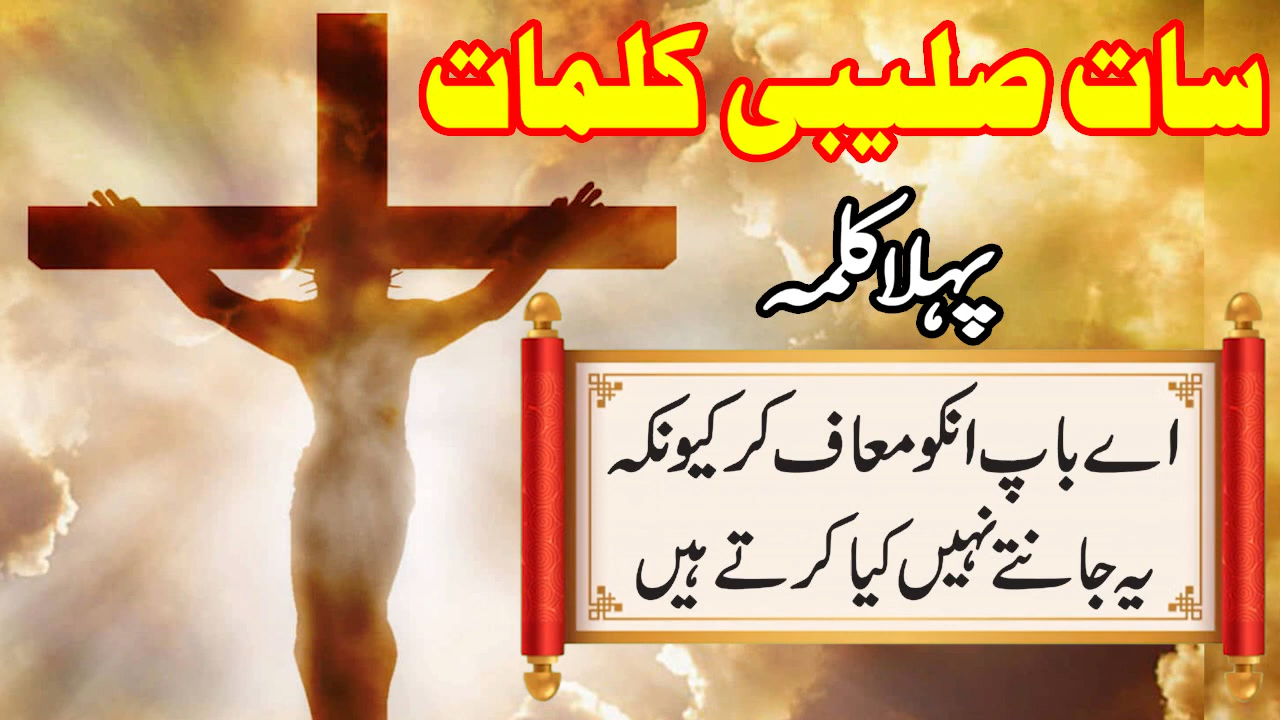 سات صلیبی کلمات
پہلا کلمہ
اے باپ انکو معاف کر کیونکہ
یہ جانتے نہیں کیا کرتے ہیں